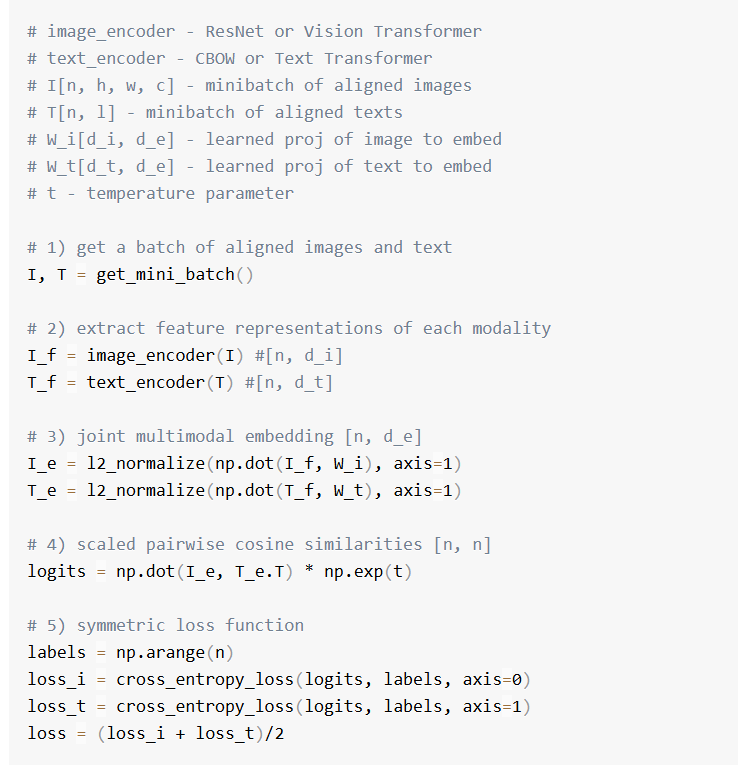 # image_encoder - ResNet or Vision Transformer
# text_encoder - CBOW or Text Transformer
# I[n, h, w, c] - minibatch of aligned images
# T[n, l] - minibatch of aligned texts
# W_i[d_i, d_e] - learned proj of image to embed
# W_t[d_t, d_e] - learned proj of text to embed
# t - temperature parameter
# 1) get a batch of aligned images and text
I, T = get_mini_batch()
# 2) extract feature representations of each modality
I_f = image_encoder(I) #[n, d_i]
T_f = text_encoder(T) #[n, d_t]
# 3) joint multimodal embedding [n, d_e]
I_e = l2_normalize(np.dot(I_f, W_i), axis=1)
T_e = l2_normalize(np.dot(T_f, W_t), axis=1)
# 4) scaled pairwise cosine similarities [n, n]
logits = np.dot(I_e, T_e.T) * np.exp(t)
# 5) symmetric loss function
labels = np.arange(n)
loss_i = cross_entropy_loss(logits, labels, axis=0)
loss_t = cross_entropy_loss(logits, labels, axis=1)
loss = (loss_i + loss_t)/2